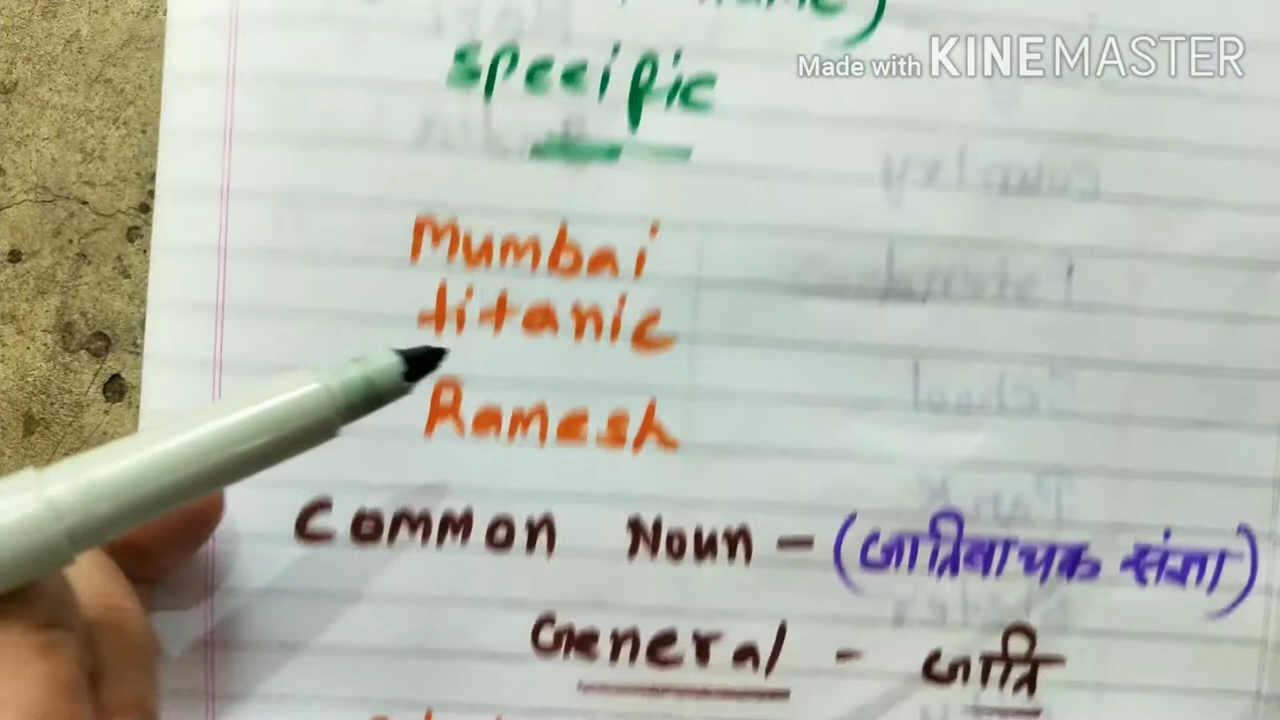 Made with KINEMASTER
specific
Mumbai
titanic
Ramesh
Common Noun - (जातिवाचक संज्ञा)
General - जाति